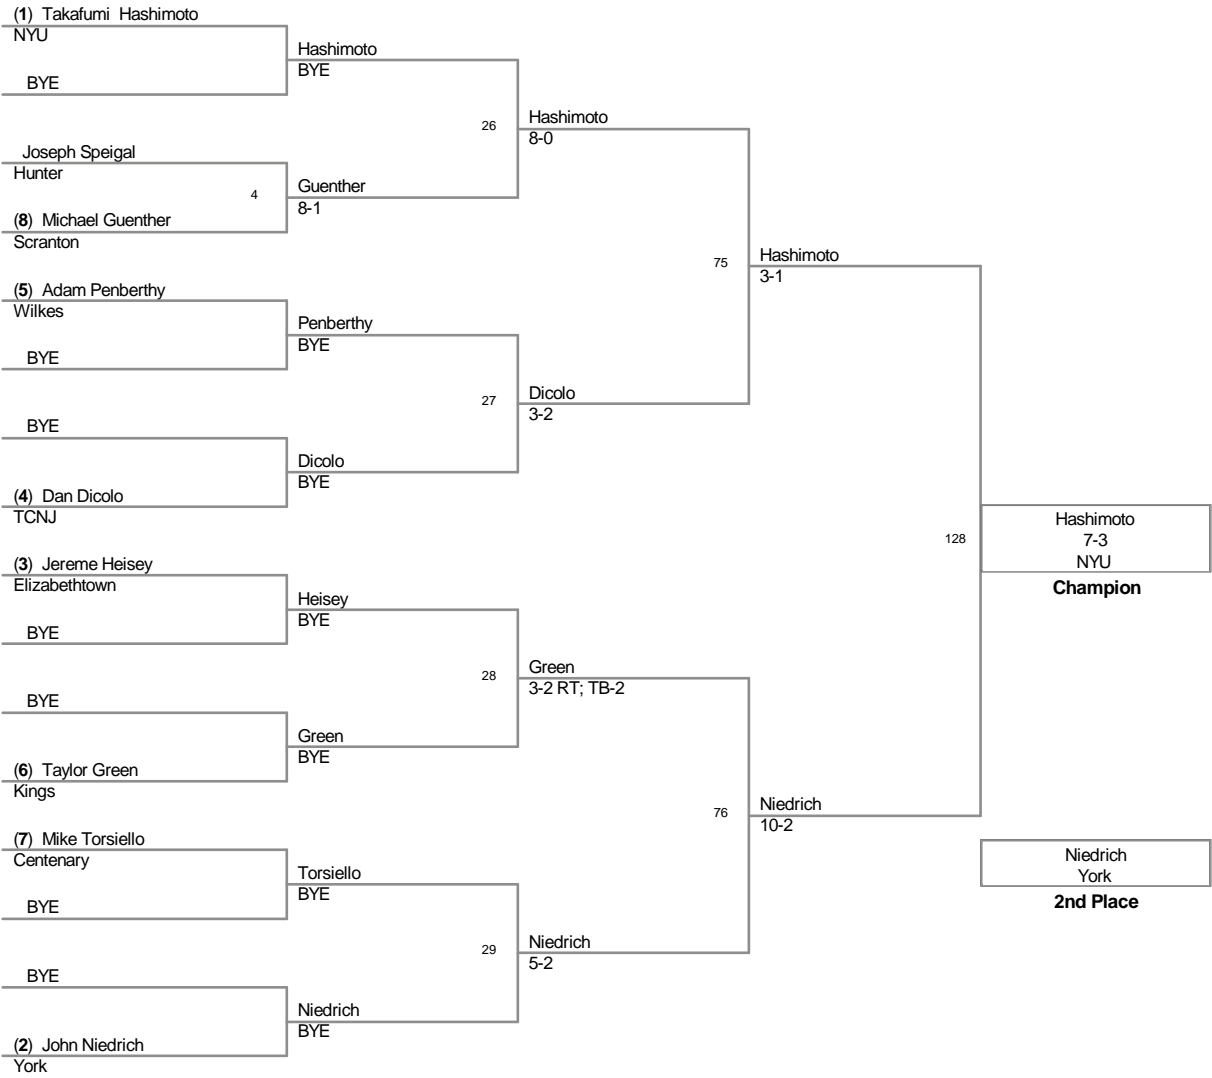 (1) Takafumi Hashimoto
NYU
BYE
Joseph Speigal
Hunter
4
(8) Michael Guenther
Scranton
(5) Adam Penberthy
Wilkes
BYE
BYE
(4) Dan Dicolo
TCNJ
(3) Jereme Heisey
Elizabethtown
BYE
BYE
(6) Taylor Green
Kings
(7) Mike Torsiello
Centenary
BYE
BYE
(2) John Niedrich
York
Hashimoto
BYE
26
Guenther
8-1
Penberthy
BYE
27
Dicolo
BYE
Heisey
BYE
28
Green
BYE
Torsiello
BYE
29
Niedrich
BYE
Hashimoto
8-0
75
Dicolo
3-2
Green
3-2 RT; TB-2
76
Niedrich
5-2
Hashimoto
3-1
128
Niedrich
10-2
Hashimoto
7-3
NYU
Champion
Niedrich
York
2nd Place